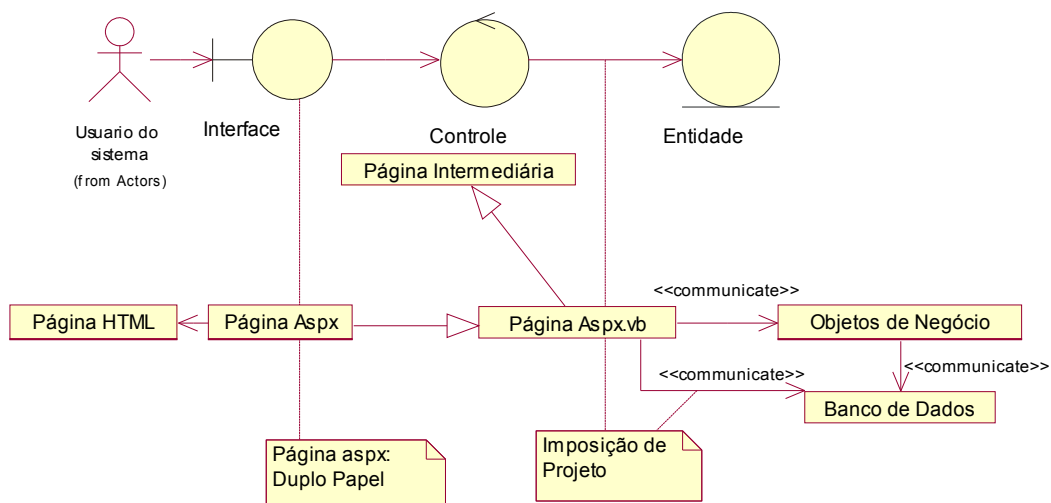 Usuario do
sistema
(from Actors)
Interface
Controle
Entidade
Página Intermediária
<<communicate>>
Página HTML
Página Aspx
Página Aspx.vb
Objetos de Negócio
<<communicate>>
<<communicate>>
Banco de Dados
Página aspx:
Duplo Papel
Imposição de
Projeto